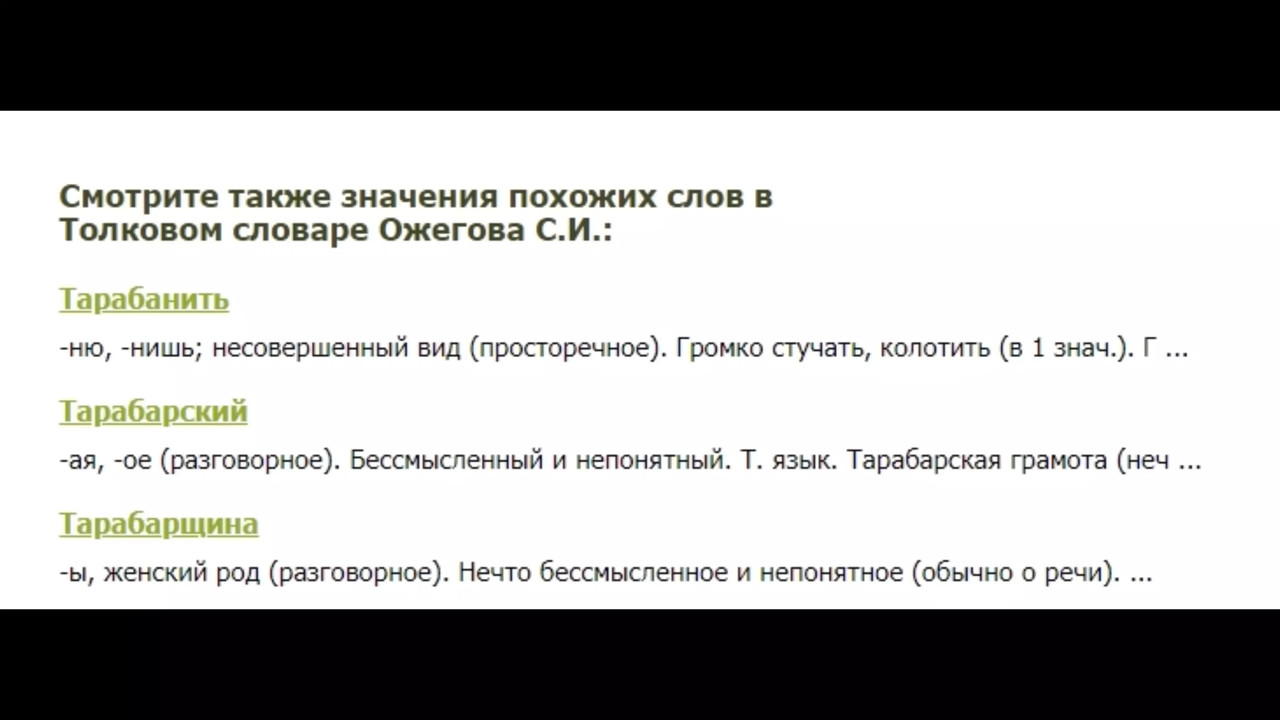 Смотрите также значения похожих слов в
Толковом словаре Ожегова С.И.:
Тарабанить
-ню, -нишь; несовершенный вид (просторечное). Громко стучать, колотить (в 1 знач.). Г ...
Тарабарский
-ая, -ое (разговорное). Бессмысленный и непонятный. Т. язык. Тарабарская грамота (неч ...
Тарабарщина
-ы, женский род (разговорное). Нечто бессмысленное и непонятное (обычно о речи). ...